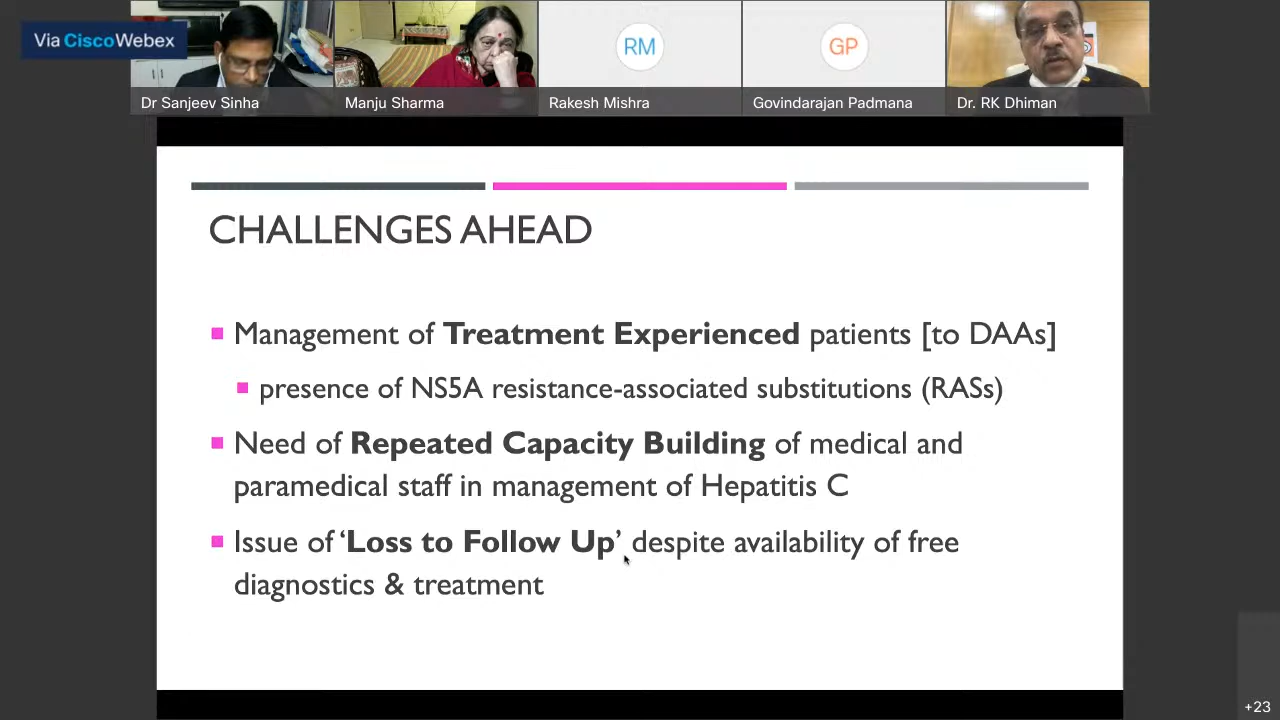 Via CiscoWebex
RM
GP
Dr Sanjeev Sinha
Manju Sharma
Rakesh Mishra
Govindarajan Padmana
Dr. RK Dhiman
CHALLENGES AHEAD
Management of Treatment Experienced patients [to DAAs]
presence of NS5A resistance-associated substitutions (RASs)
Need of Repeated Capacity Building of medical and
paramedical staff in management of Hepatitis C
Issue of ‘Loss to Follow Up’ despite availability of free
diagnostics & treatment
+23